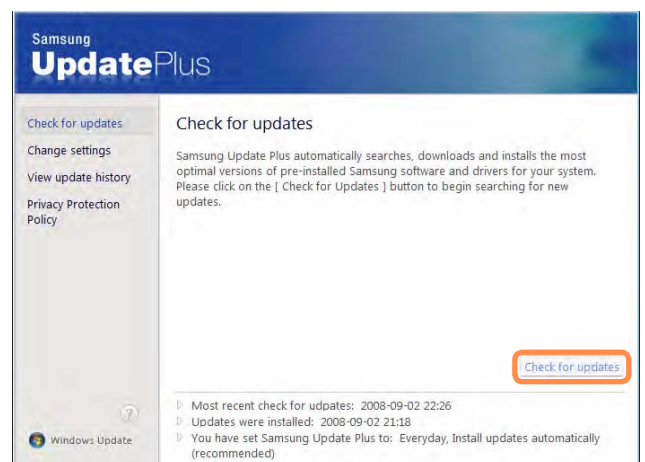 Samsung
UpdatePlus
Check for updates
Change settings
View update history
Privacy Protection
Policy
Windows Update
Check for updates
Samsung Update Plus automatically searches, downloads and installs the most
optimal versions of pre-installed Samsung software and drivers for your system.
Please click on the [ Check for Updates ] button to begin searching for new
updates.
Check for updates
Most recent check for udpates: 2008-09-02 22:26
Updates were installed: 2008-09-02 21:18
You have set Samsung Update Plus to: Everyday, Install updates automatically
(recommended)